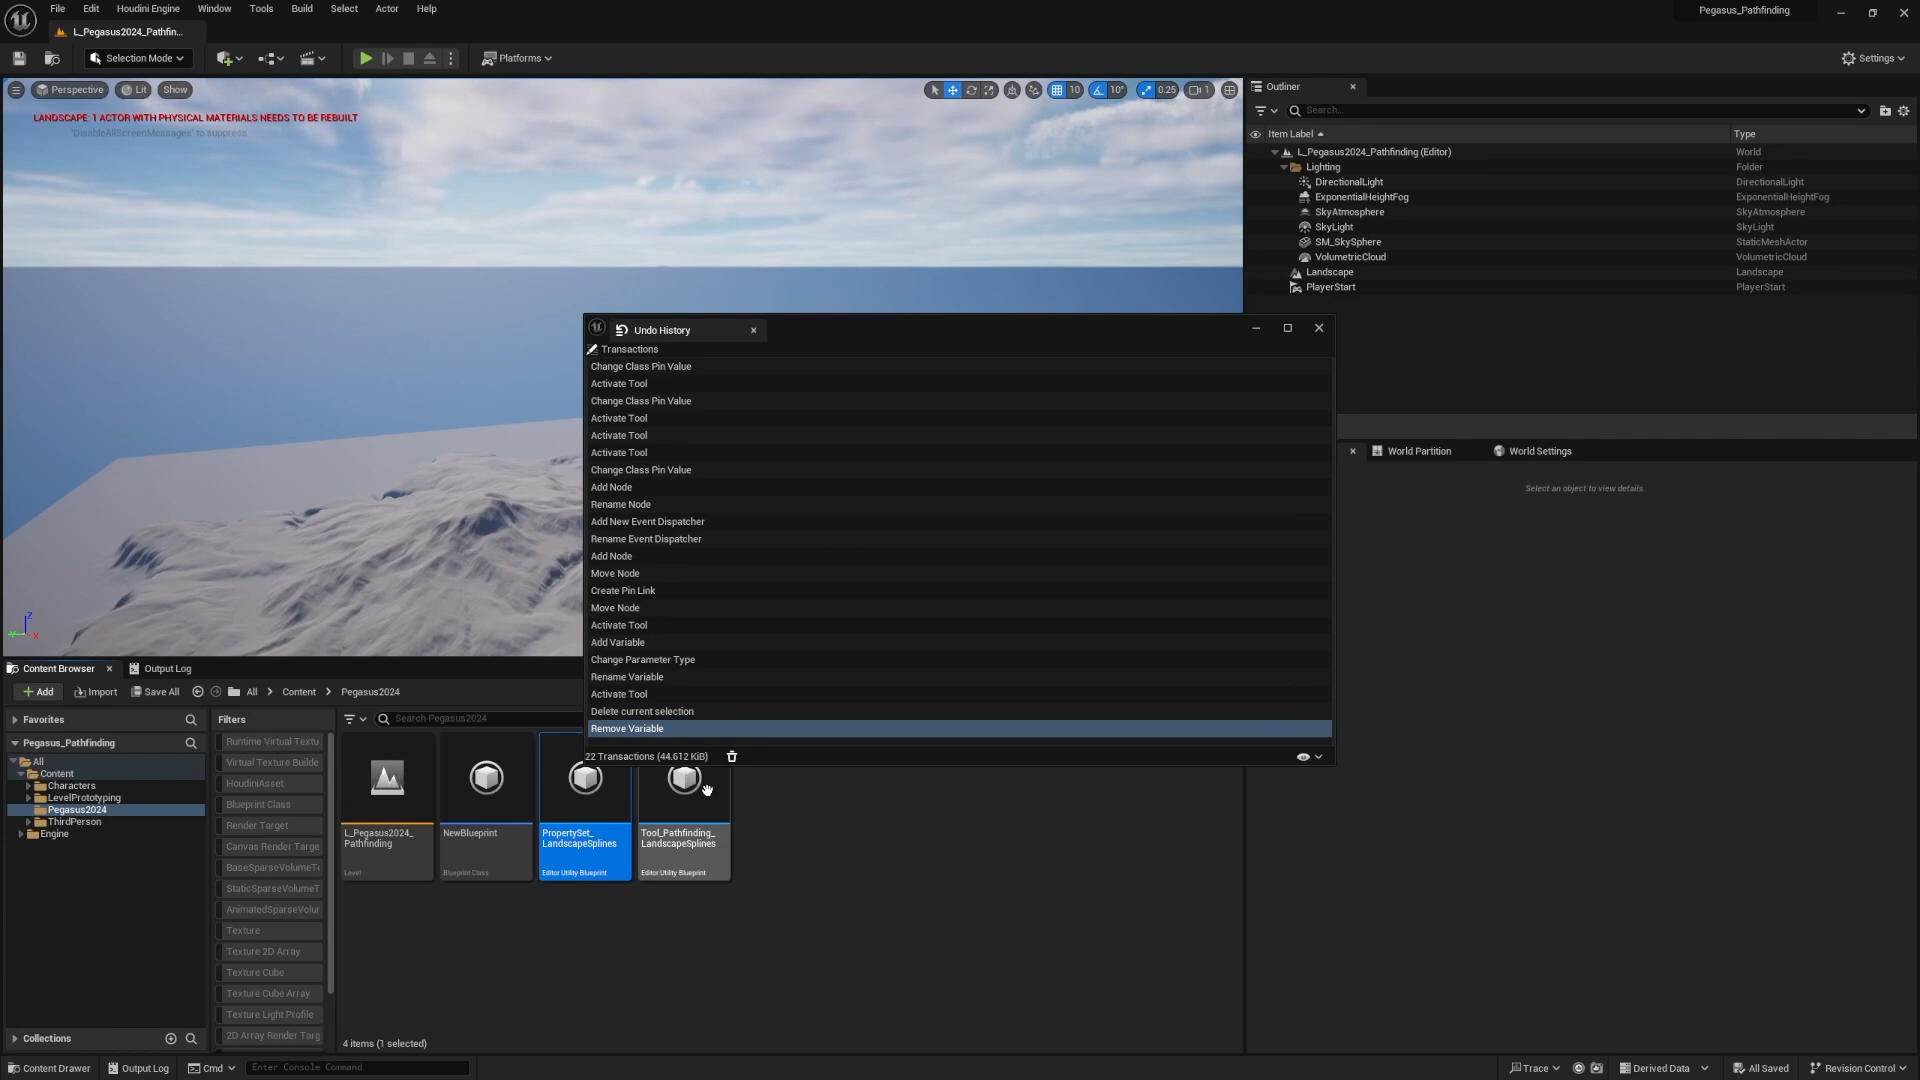 File Edit Houdini Engine Window Tools Build Select Actor Help
Pegasus_Pathfinding
L_Pegasus2024_Pathfin...
Selection Mode
Platforms
Settings
Perspective Lit Show
10 10° 0.25 1
LANDSCAPE: 1 ACTOR WITH PHYSICAL MATERIALS NEEDS TO BE REBUILT
'DisableAllScreenMessages' to suppress
Outliner
Search...
Item Label Type
L_Pegasus2024_Pathfinding (Editor) World
Lighting Folder
DirectionalLight DirectionalLight
ExponentialHeightFog ExponentialHeightFog
SkyAtmosphere SkyAtmosphere
SkyLight SkyLight
SM_SkySphere StaticMeshActor
VolumetricCloud VolumetricCloud
Landscape Landscape
PlayerStart PlayerStart
Undo History
Transactions
Change Class Pin Value
Activate Tool
Change Class Pin Value
Activate Tool
Activate Tool
Activate Tool
Change Class Pin Value
Add Node
Rename Node
Add New Event Dispatcher
Rename Event Dispatcher
Add Node
Move Node
Create Pin Link
Move Node
Activate Tool
Add Variable
Change Parameter Type
Rename Variable
Activate Tool
Delete current selection
Remove Variable
22 Transactions (44.612 KiB)
World Partition World Settings
Select an object to view details.
Z
Y
X
Content Browser Output Log
Add Import Save All All Content Pegasus2024
Favorites
Pegasus_Pathfinding
All
Content
Characters
LevelPrototyping
Pegasus2024
ThirdPerson
Engine
Collections
Filters
Runtime Virtual Textu
Virtual Texture Builde
HoudiniAsset
Blueprint Class
Render Target
Canvas Render Targe
BaseSparseVolumeTe
StaticSparseVolumeT
AnimatedSparseVolur
Texture
Texture 2D Array
Texture Cube
Texture Cube Array
Texture Light Profile
2D Array Render Targ
Search Pegasus2024
L_Pegasus2024_
Pathfinding
Level
NewBlueprint
Blueprint Class
PropertySet_
LandscapeSplines
Editor Utility Blueprint
Tool_Pathfinding_
LandscapeSplines
Editor Utility Blueprint
4 items (1 selected)
Content Drawer Output Log Cmd Enter Console Command
Trace Derived Data All Saved Revision Control